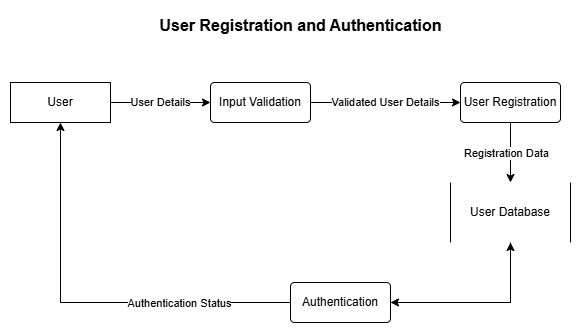 User Registration and Authentication
User
User Details
Input Validation
Validated User Details
User Registration
Registration Data
User Database
Authentication Status
Authentication